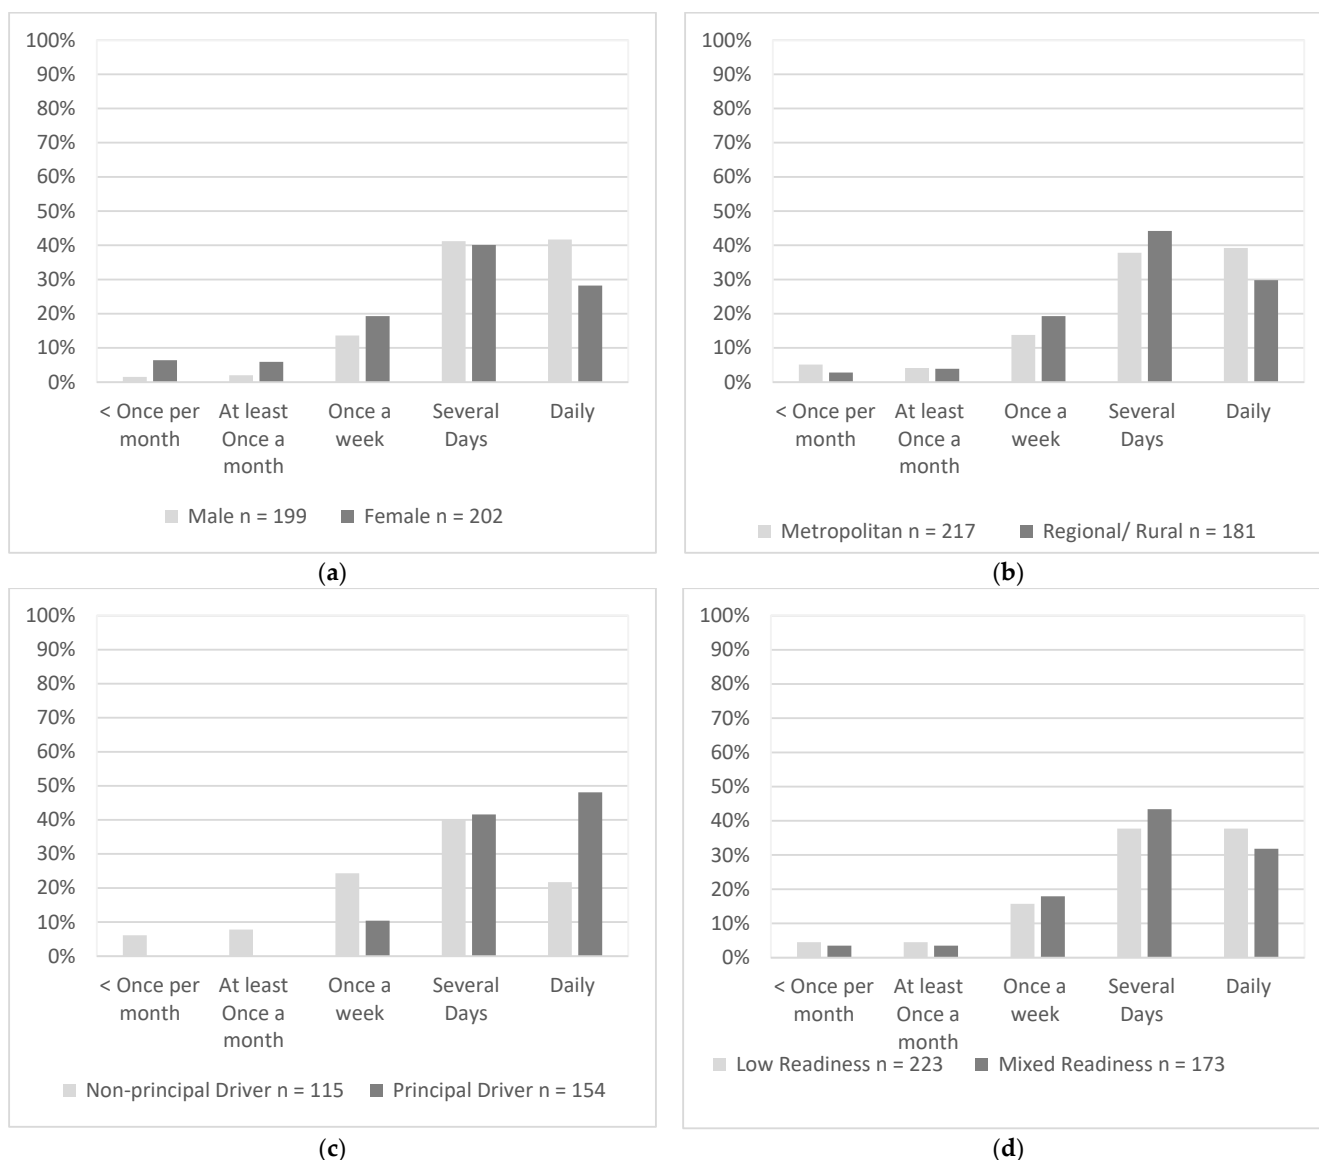 100%
90%
80%
70%
60%
50%
40%
30%
20%
10%
0%
< Once per month
At least Once a month
Once a week
Several Days
Daily
Male n = 199
Female n = 202
(a)
100%
90%
80%
70%
60%
50%
40%
30%
20%
10%
0%
< Once per month
At least Once a month
Once a week
Several Days
Daily
Metropolitan n = 217
Regional/ Rural n = 181
(b)
100%
90%
80%
70%
60%
50%
40%
30%
20%
10%
0%
< Once per month
At least Once a month
Once a week
Several Days
Daily
Non-principal Driver n = 115
Principal Driver n = 154
(c)
100%
90%
80%
70%
60%
50%
40%
30%
20%
10%
0%
< Once per month
At least Once a month
Once a week
Several Days
Daily
Low Readiness n = 223
Mixed Readiness n = 173
(d)